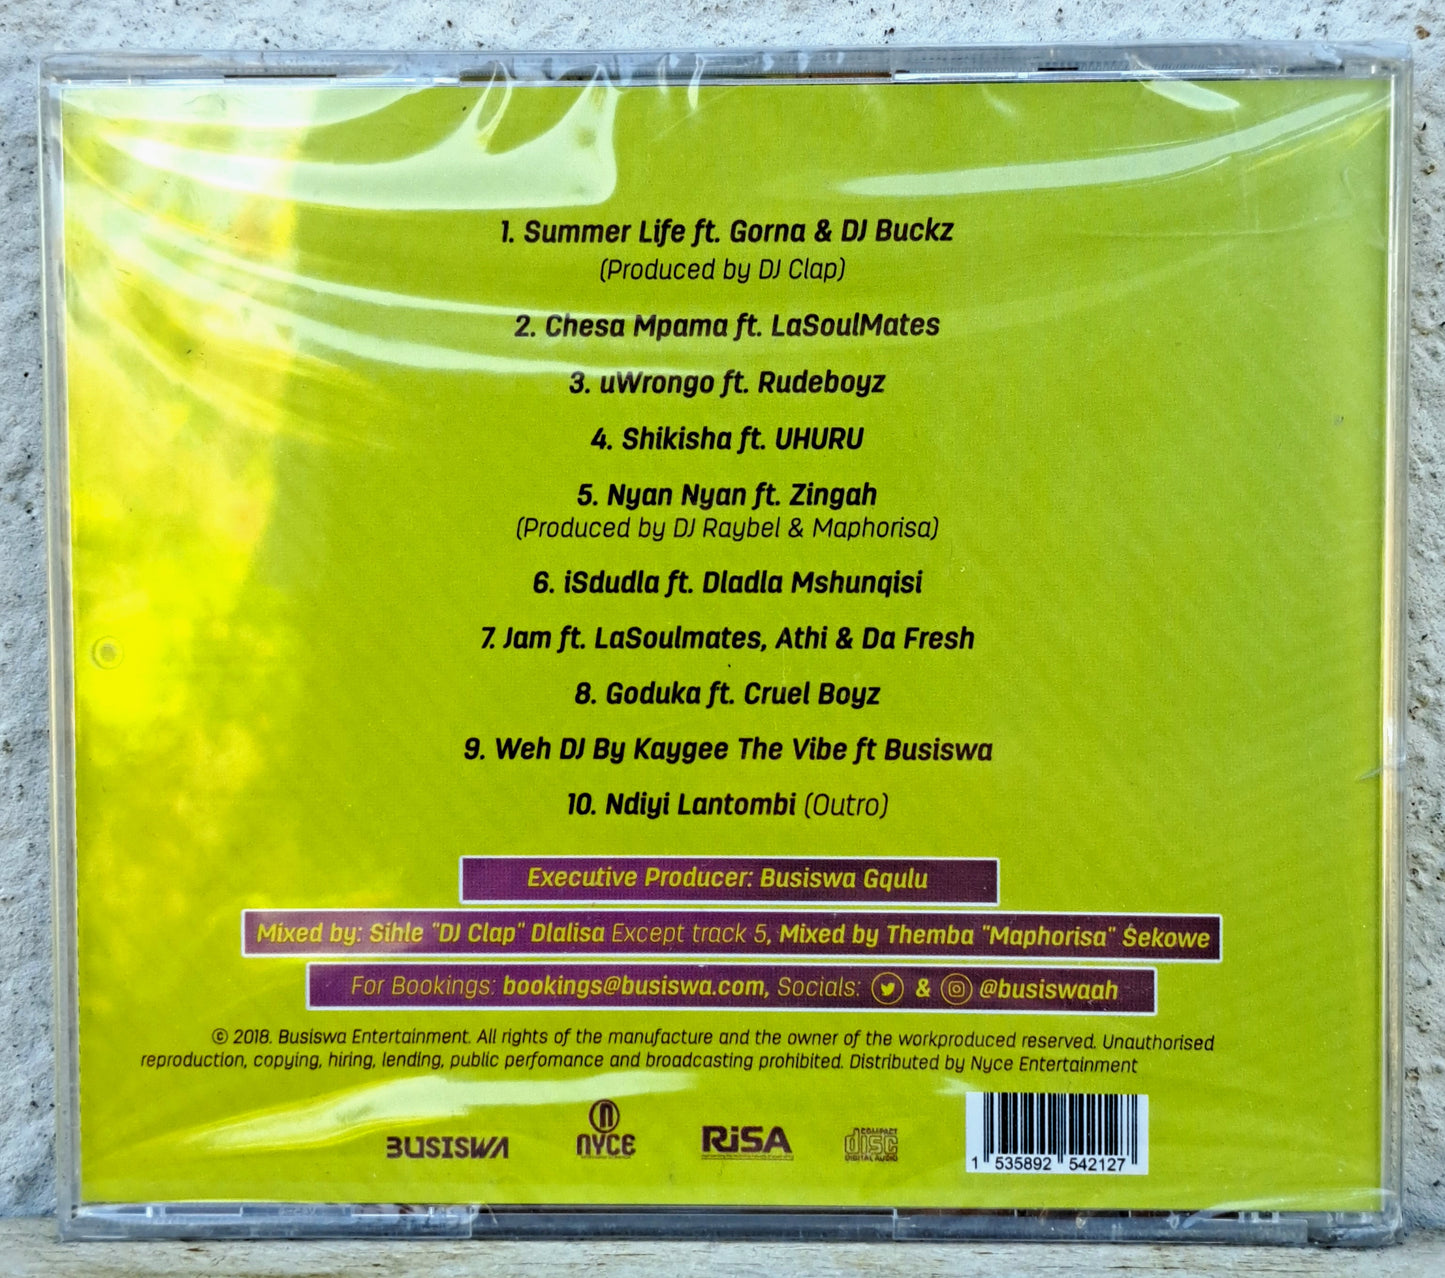 1. Summer Life ft. Gorna & DJ Buckz
(Produced by DJ Clap)
2. Chesa Mpama ft. LaSoulMates
3. uWrongo ft. Rudeboyz
4. Shikisha ft. UHURU
5. Nyan Nyan ft. Zingah
(Produced by DJ Raybel & Maphorisa)
6. iSdudla ft. Dladla Mshunqisi
7. Jam ft. LaSoulmates, Athi & Da Fresh
8. Goduka ft. Cruel Boyz
9. Weh DJ By Kaygee The Vibe ft Busiswa
10. Ndiyi Lantombi (Outro)
Executive Producer: Busiswa Gqulu
Mixed by: Sihle "DJ Clap" Dlalisa Except track 5, Mixed by Themba "Maphorisa" Sekowe
For Bookings: bookings@busiswa.com, Socials: & @busiswaah
© 2018. Busiswa Entertainment. All rights of the manufacture and the owner of the workproduced reserved. Unauthorised
reproduction, copying, hiring, lending, public perfomance and broadcasting prohibited. Distributed by Nyce Entertainment
BUSISWA
n NYCE
RiSA
COMPACT disc DIGITAL AUDIO
1 535892 542127